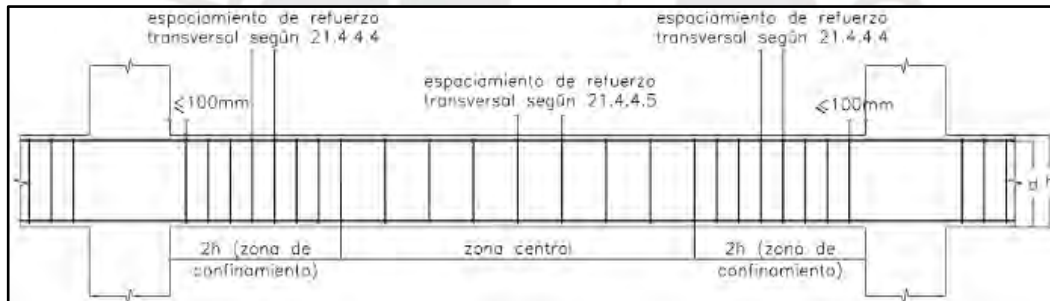 espaciamiento de refuerzo
transversal según 21.4.4.4
espaciamiento de refuerzo
transversal según 21.4.4.4
espaciamiento de refuerzo
transversal según 21.4.4.5
≤100mm
≤100mm
d
h
2h (zona de
confinamiento)
zona central
2h (zona de
confinamiento)